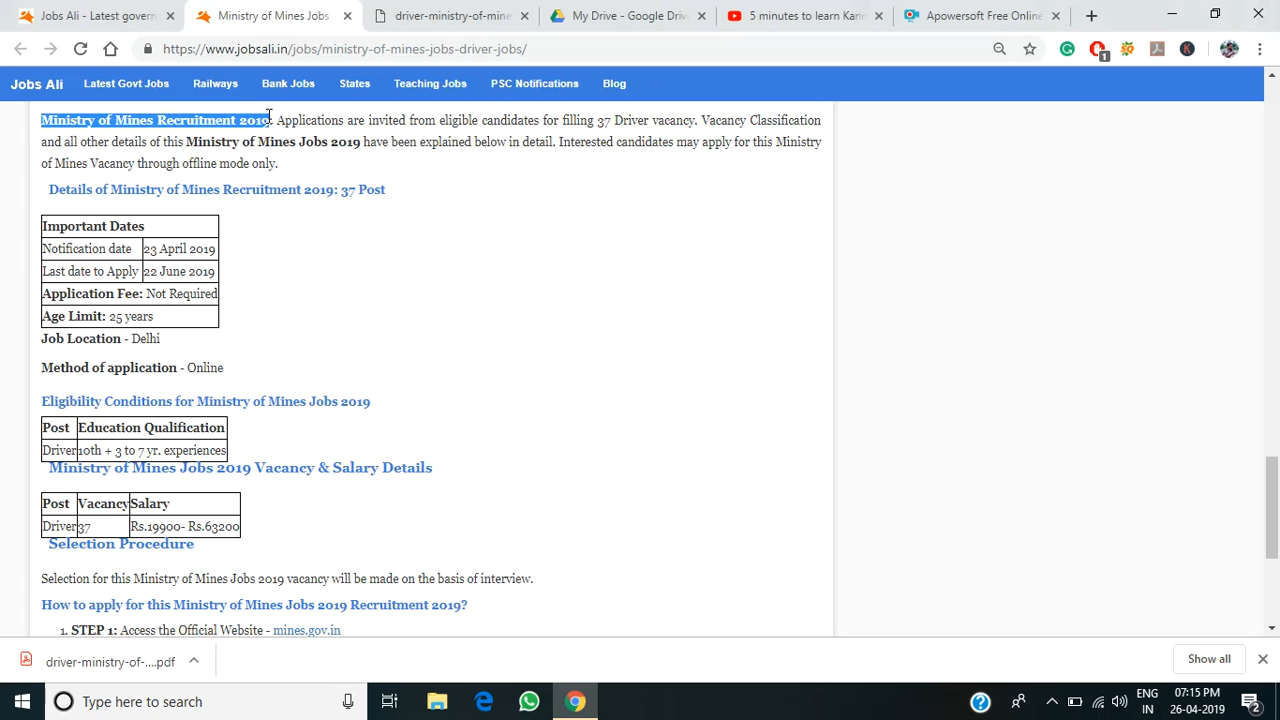 Jobs Ali - Latest govern
Ministry of Mines Jobs
driver-ministry-of-mine
My Drive - Google Driv
5 minutes to learn Karin
Apowersoft Free Online
https://www.jobsali.in/jobs/ministry-of-mines-jobs-driver-jobs/
1
Jobs Ali Latest Govt Jobs Railways Bank Jobs States Teaching Jobs PSC Notifications Blog
Ministry of Mines Recruitment 2019: Applications are invited from eligible candidates for filling 37 Driver vacancy. Vacancy Classification
and all other details of this Ministry of Mines Jobs 2019 have been explained below in detail. Interested candidates may apply for this Ministry
of Mines Vacancy through offline mode only.
Details of Ministry of Mines Recruitment 2019: 37 Post
Important Dates
Notification date 23 April 2019
Last date to Apply 22 June 2019
Application Fee: Not Required
Age Limit: 25 years
Job Location - Delhi
Method of application - Online
Eligibility Conditions for Ministry of Mines Jobs 2019
Post Education Qualification
Driver 10th + 3 to 7 yr. experiences
Ministry of Mines Jobs 2019 Vacancy & Salary Details
Post Vacancy Salary
Driver 37 Rs.19900- Rs.63200
Selection Procedure
Selection for this Ministry of Mines Jobs 2019 vacancy will be made on the basis of interview.
How to apply for this Ministry of Mines Jobs 2019 Recruitment 2019?
1. STEP 1: Access the Official Website - mines.gov.in
driver-ministry-of-....pdf
Show all
Type here to search
ENG
IN
07:15 PM
26-04-2019
2